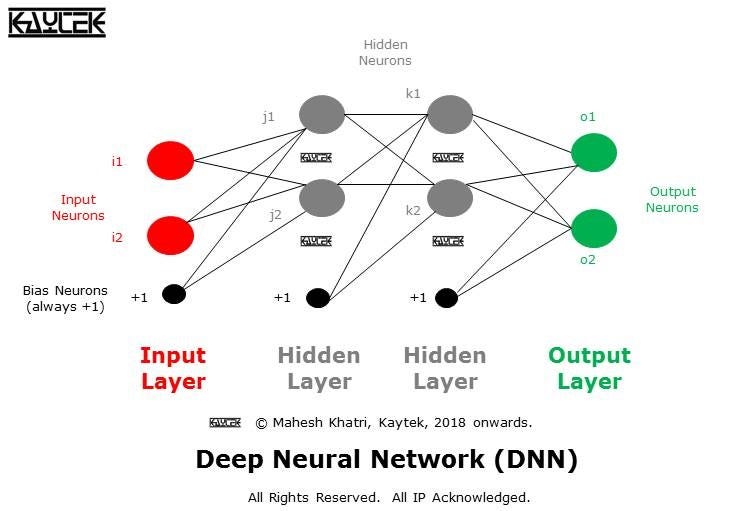 KAYTEK
Hidden
Neurons
k1
j1
o1
i1
KAYTEK
KAYTEK
Input
Neurons
Output
Neurons
j2
k2
i2
KAYTEK
KAYTEK
o2
Bias Neurons
(always +1)
+1
+1
+1
Input
Layer
Hidden
Layer
Hidden
Layer
Output
Layer
KAYTEK © Mahesh Khatri, Kaytek, 2018 onwards.
Deep Neural Network (DNN)
All Rights Reserved. All IP Acknowledged.